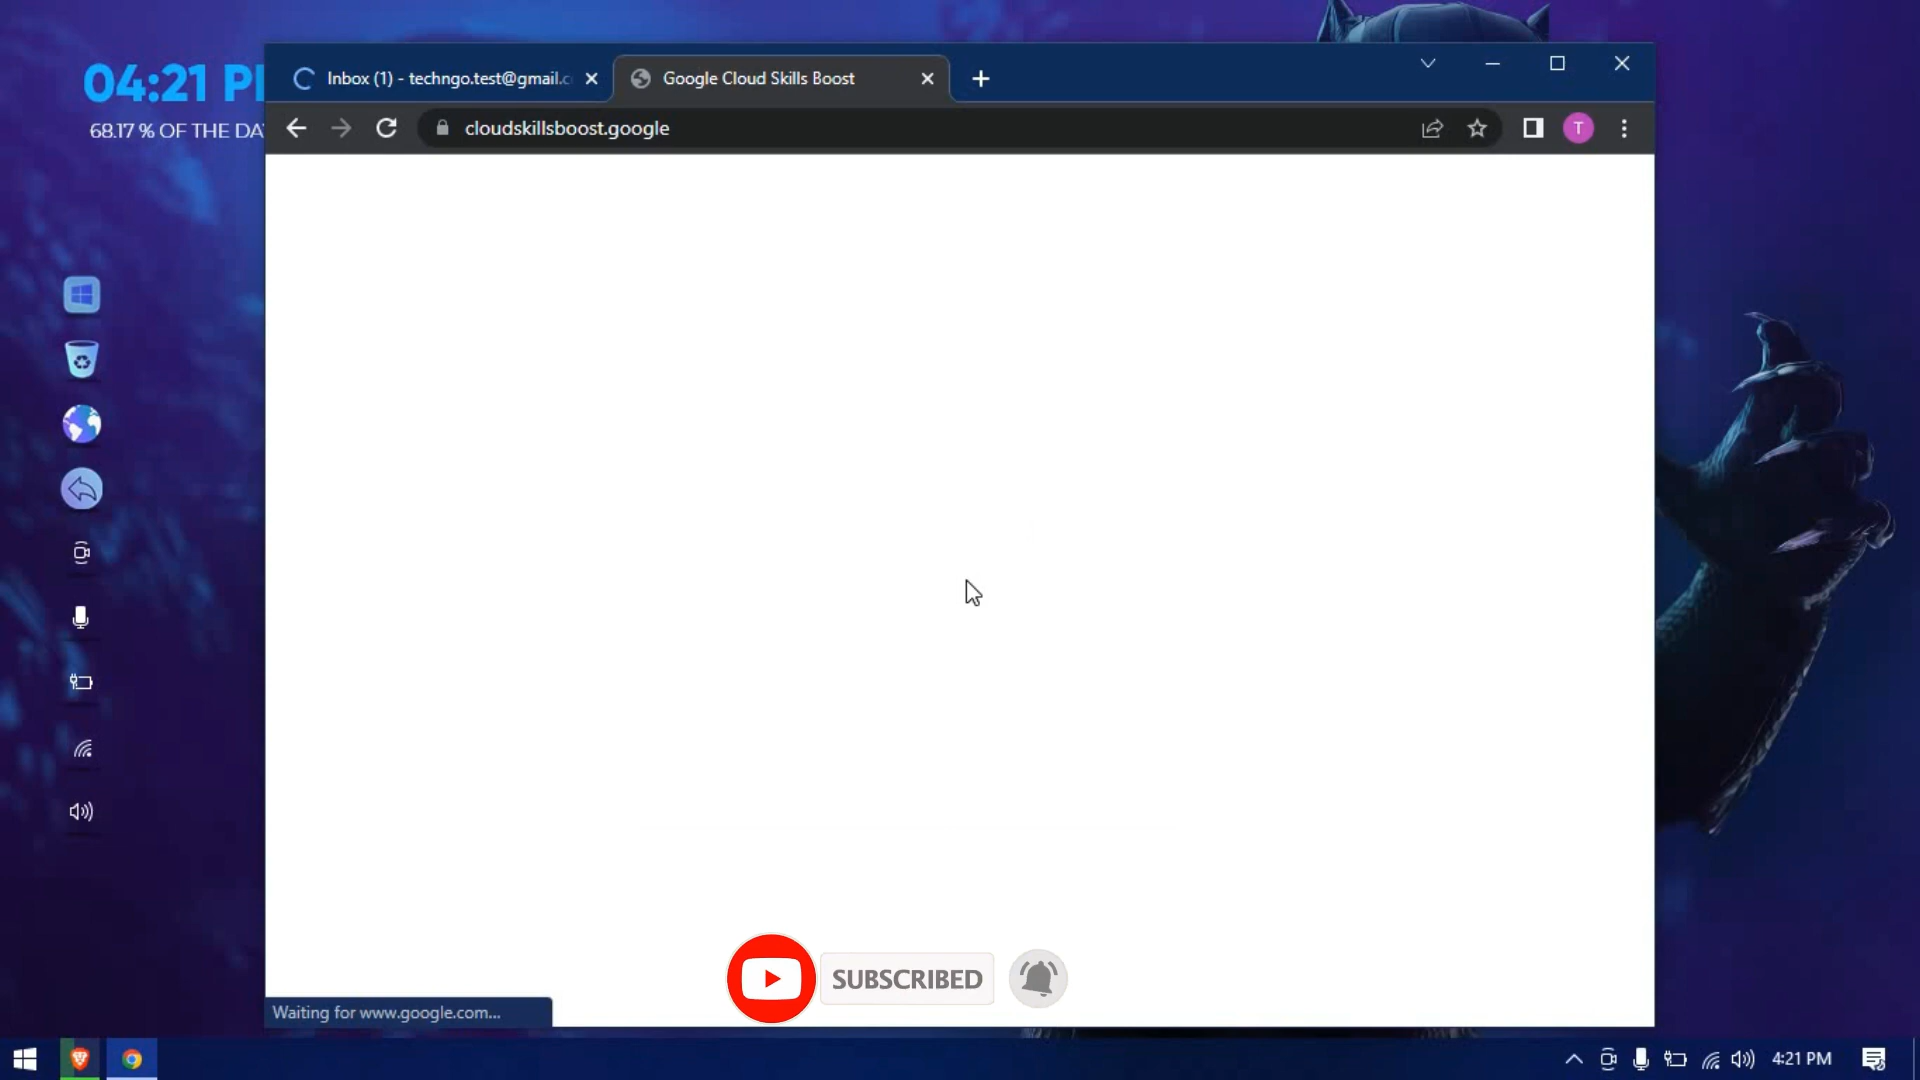 04:21 P
68.17 % OF THE DA
Inbox (1) - techngo.test@gmail.c
Google Cloud Skills Boost
cloudskillsboost.google
T
SUBSCRIBED
Waiting for www.google.com...
4:21 PM